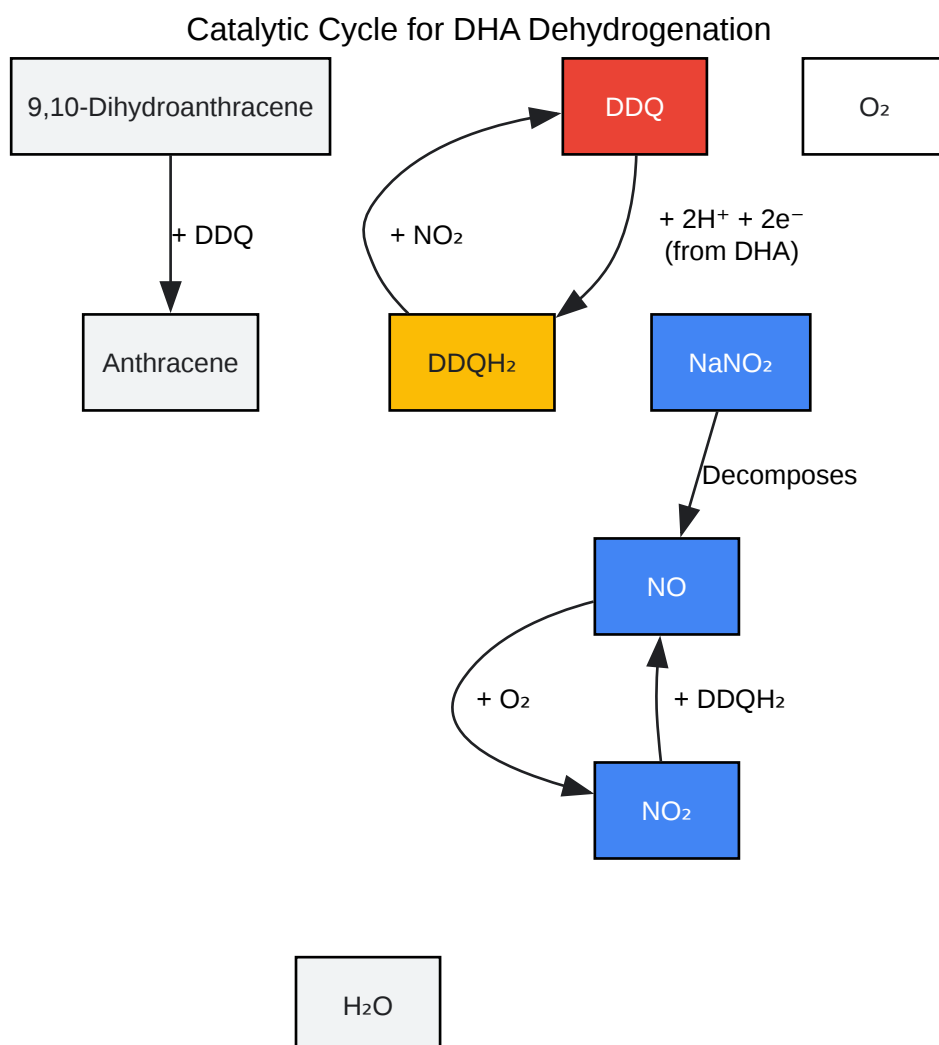 Catalytic Cycle for DHA Dehydrogenation
9,10-Dihydroanthracene
DDQ
O₂
+ DDQ
+ NO₂
+ 2H⁺ + 2e⁻
(from DHA)
Anthracene
DDQH₂
NaNO₂
Decomposes
NO
+ O₂
+ DDQH₂
NO₂
H₂O